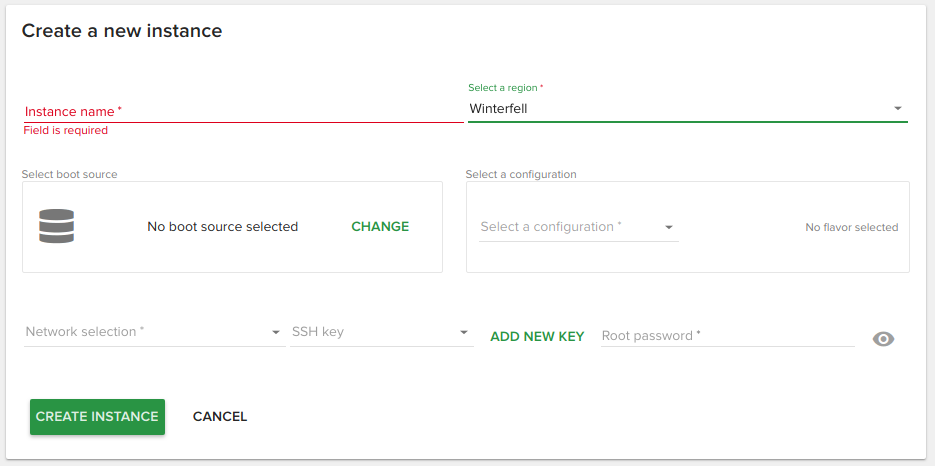 Create a new instance
Instance name *
Field is required
Select a region *
Winterfell
Select boot source
No boot source selected
CHANGE
Select a configuration
Select a configuration *
No flavor selected
Network selection *
SSH key
ADD NEW KEY
Root password *
CREATE INSTANCE
CANCEL